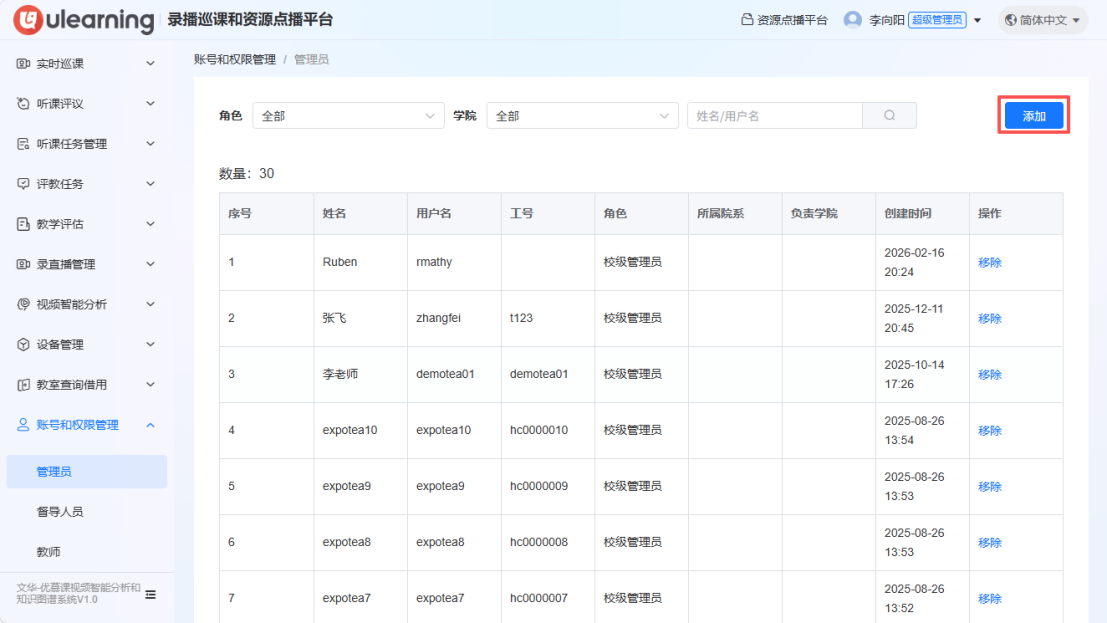 ulearning 录播巡课和资源点播平台 资源点播平台 李向阳 超级管理员 简体中文
实时巡课
听课评议
听课任务管理
评教任务
教学评估
录直播管理
视频智能分析
设备管理
教室查询借用
账号和权限管理
管理员
督导人员
教师
文华-优慕课视频智能分析和
知识图谱系统V1.0
账号和权限管理 / 管理员
角色 全部 学院 全部 姓名/用户名 添加
数量：30
序号 姓名 用户名 工号 角色 所属院系 负责学院 创建时间 操作
1 Ruben rmathy 校级管理员 2026-02-16 20:24 移除
2 张飞 zhangfei t123 校级管理员 2025-12-11 20:45 移除
3 李老师 demotea01 demotea01 校级管理员 2025-10-14 17:26 移除
4 expotea10 expotea10 hc0000010 校级管理员 2025-08-26 13:54 移除
5 expotea9 expotea9 hc0000009 校级管理员 2025-08-26 13:53 移除
6 expotea8 expotea8 hc0000008 校级管理员 2025-08-26 13:53 移除
7 expotea7 expotea7 hc0000007 校级管理员 2025-08-26 13:52 移除